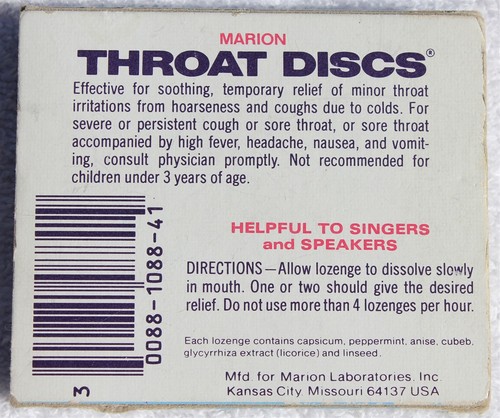 MARION
THROAT DISCS®
Effective for soothing, temporary relief of minor throat
irritations from hoarseness and coughs due to colds. For
severe or persistent cough or sore throat, or sore throat
accompanied by high fever, headache, nausea, and vomit-
ing, consult physician promptly. Not recommended for
children under 3 years of age.
HELPFUL TO SINGERS
and SPEAKERS
DIRECTIONS—Allow lozenge to dissolve slowly
in mouth. One or two should give the desired
relief. Do not use more than 4 lozenges per hour.
Each lozenge contains capsicum, peppermint, anise, cubeb,
glycyrrhiza extract (licorice) and linseed.
Mfd. for Marion Laboratories, Inc.
Kansas City, Missouri 64137 USA
3
0088-1088-41